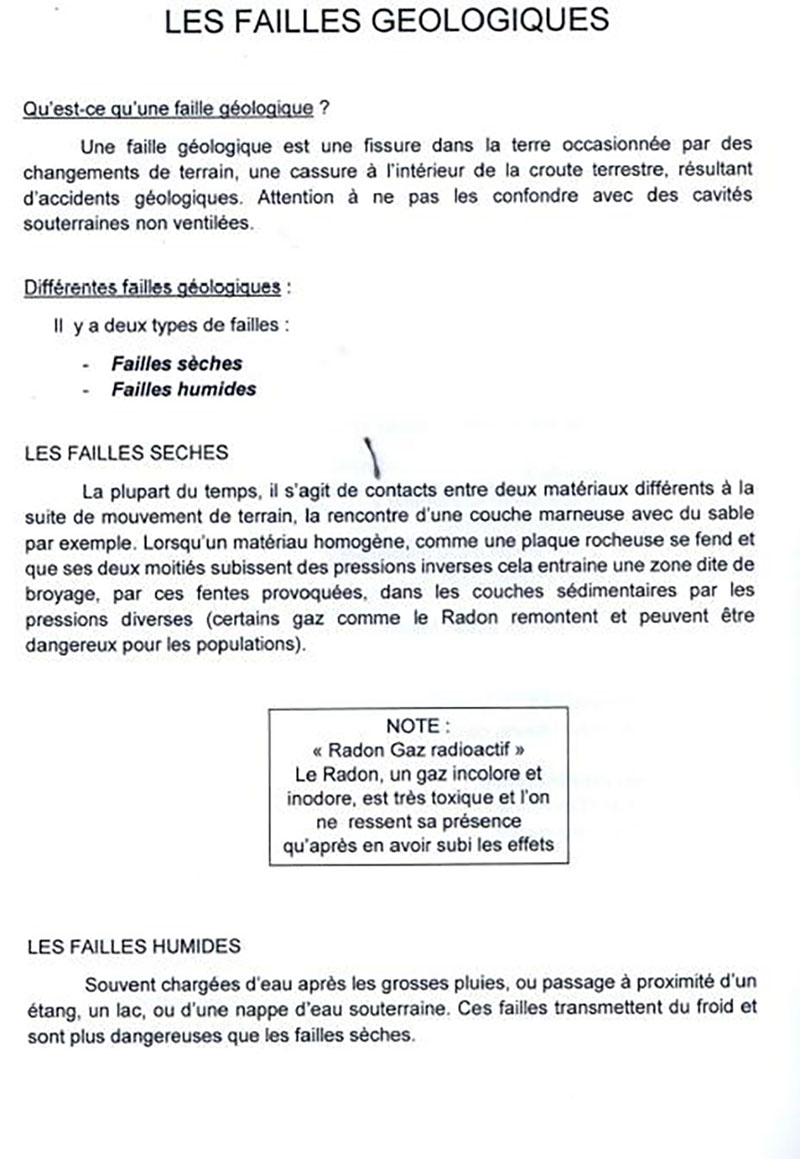 LES FAILLES GEOLOGIQUES
Qu'est-ce qu'une faille géologique ?
Une faille géologique est une fissure dans la terre occasionnée par des
changements de terrain, une cassure à l'intérieur de la croute terrestre, résultant
d'accidents géologiques. Attention à ne pas les confondre avec des cavités
souterraines non ventilées.
Différentes failles géologiques :
Il y a deux types de failles :
- Failles sèches
- Failles humides
LES FAILLES SECHES
La plupart du temps, il s'agit de contacts entre deux matériaux différents à la
suite de mouvement de terrain, la rencontre d'une couche marneuse avec du sable
par exemple. Lorsqu'un matériau homogène, comme une plaque rocheuse se fend et
que ses deux moitiés subissent des pressions inverses cela entraine une zone dite de
broyage, par ces fentes provoquées, dans les couches sédimentaires par les
pressions diverses (certains gaz comme le Radon remontent et peuvent être
dangereux pour les populations).
NOTE :
« Radon Gaz radioactif »
Le Radon, un gaz incolore et
inodore, est très toxique et l'on
ne ressent sa présence
qu'après en avoir subi les effets
LES FAILLES HUMIDES
Souvent chargées d'eau après les grosses pluies, ou passage à proximité d'un
étang, un lac, ou d'une nappe d'eau souterraine. Ces failles transmettent du froid et
sont plus dangereuses que les failles sèches.